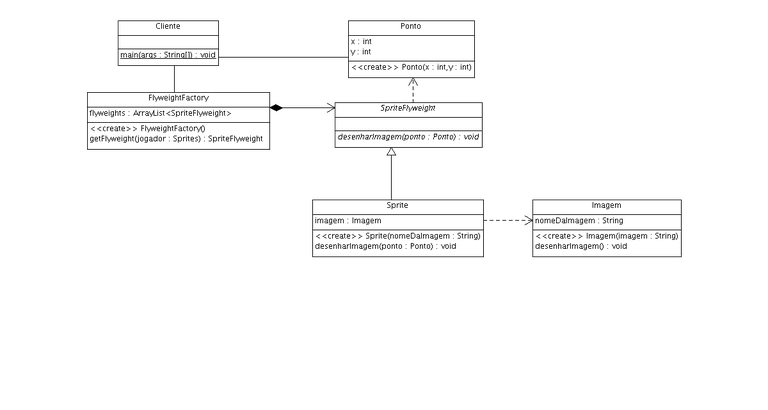 Cliente
main(args : String[]) : void
Ponto
x : int
y : int
<<create>> Ponto(x : int,y : int)
FlyweightFactory
flyweights : ArrayList<SpriteFlyweight>
<<create>> FlyweightFactory()
getFlyweight(jogador : Sprites) : SpriteFlyweight
SpriteFlyweight
desenharImagem(ponto : Ponto) : void
Sprite
imagem : Imagem
<<create>> Sprite(nomeDaImagem : String)
desenharImagem(ponto : Ponto) : void
Imagem
nomeDaImagem : String
<<create>> Imagem(imagem : String)
desenharImagem() : void